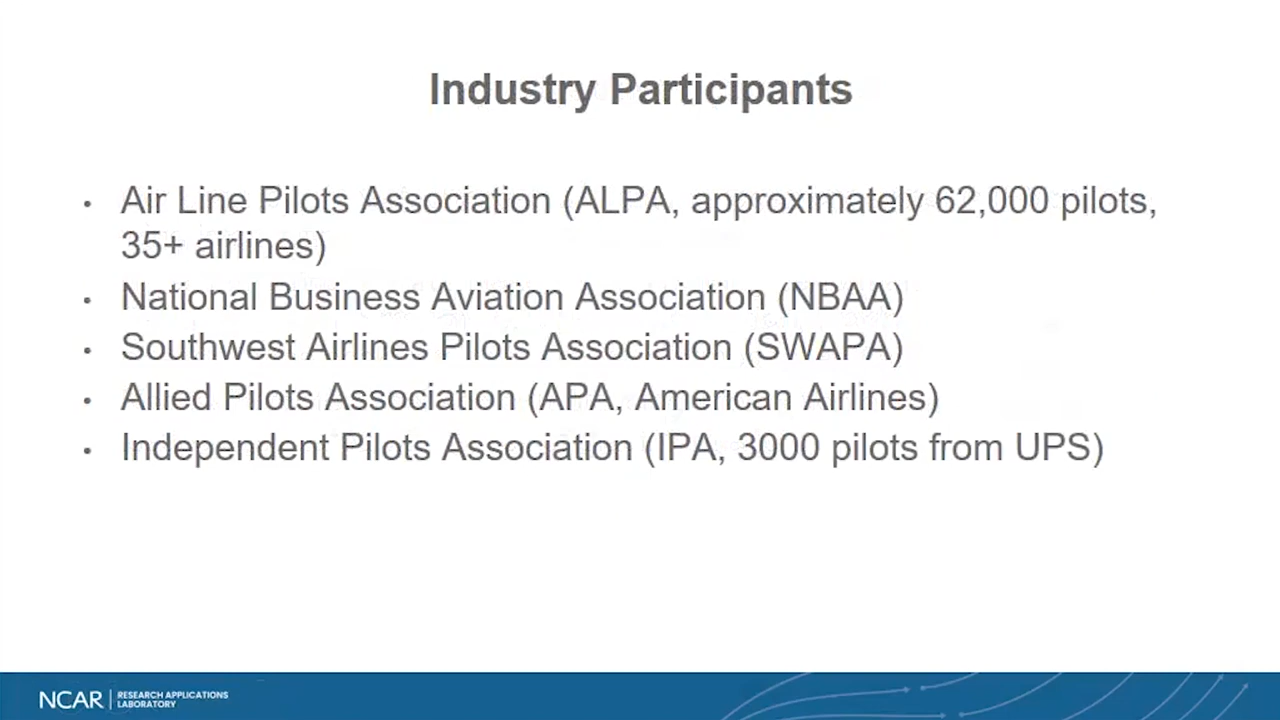 Industry Participants
• Air Line Pilots Association (ALPA, approximately 62,000 pilots,
35+ airlines)
• National Business Aviation Association (NBAA)
• Southwest Airlines Pilots Association (SWAPA)
• Allied Pilots Association (APA, American Airlines)
• Independent Pilots Association (IPA, 3000 pilots from UPS)
NCAR | RESEARCH APPLICATIONS
LABORATORY